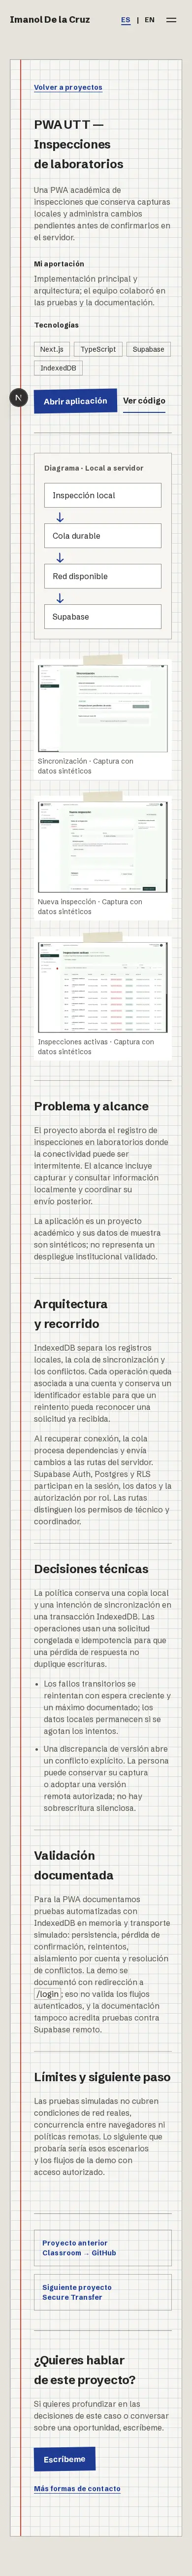 Imanol De la Cruz
ES | EN
Volver a proyectos
PWA UTT —
Inspecciones
de laboratorios
Una PWA académica de
inspecciones que conserva capturas
locales y administra cambios
pendientes antes de confirmarlos en
el servidor.
Mi aportación
Implementación principal y
arquitectura; el equipo colaboró en
las pruebas y la documentación.
Tecnologías
Next.js TypeScript Supabase
IndexedDB
N
Abrir aplicación Ver código
Diagrama · Local a servidor
Inspección local
↓
Cola durable
↓
Red disponible
↓
Supabase
Sincronización · Captura con
datos sintéticos
Nueva inspección · Captura con
datos sintéticos
Inspecciones activas · Captura con
datos sintéticos
Problema y alcance
El proyecto aborda el registro de
inspecciones en laboratorios donde
la conectividad puede ser
intermitente. El alcance incluye
capturar y consultar información
localmente y coordinar su
envío posterior.
La aplicación es un proyecto
académico y sus datos de muestra
son sintéticos; no representa un
despliegue institucional validado.
Arquitectura
y recorrido
IndexedDB separa los registros
locales, la cola de sincronización y
los conflictos. Cada operación queda
asociada a una cuenta y conserva un
identificador estable para que un
reintento pueda reconocer una
solicitud ya recibida.
Al recuperar conexión, la cola
procesa dependencias y envía
cambios a las rutas del servidor.
Supabase Auth, Postgres y RLS
participan en la sesión, los datos y la
autorización por rol. Las rutas
distinguen los permisos de técnico y
coordinador.
Decisiones técnicas
La política conserva una copia local
y una intención de sincronización en
una transacción IndexedDB. Las
operaciones usan una solicitud
congelada e idempotencia para que
una pérdida de respuesta no
duplique escrituras.
• Los fallos transitorios se
reintentan con espera creciente y
un máximo documentado; los
datos locales permanecen si se
agotan los intentos.
• Una discrepancia de versión abre
un conflicto explícito. La persona
puede conservar su captura
o adoptar una versión
remota autorizada; no hay
sobrescritura silenciosa.
Validación
documentada
Para la PWA documentamos
pruebas automatizadas con
IndexedDB en memoria y transporte
simulado: persistencia, pérdida de
confirmación, reintentos,
aislamiento por cuenta y resolución
de conflictos. La demo se
documentó con redirección a
/login; eso no valida los flujos
autenticados, y la documentación
tampoco acredita pruebas contra
Supabase remoto.
Límites y siguiente paso
Las pruebas simuladas no cubren
condiciones de red reales,
concurrencia entre navegadores ni
políticas remotas. Lo siguiente que
probaría sería esos escenarios
y los flujos de la demo con
acceso autorizado.
Proyecto anterior
Classroom → GitHub
Siguiente proyecto
Secure Transfer
¿Quieres hablar
de este proyecto?
Si quieres profundizar en las
decisiones de este caso o conversar
sobre una oportunidad, escríbeme.
Escríbeme
Más formas de contacto